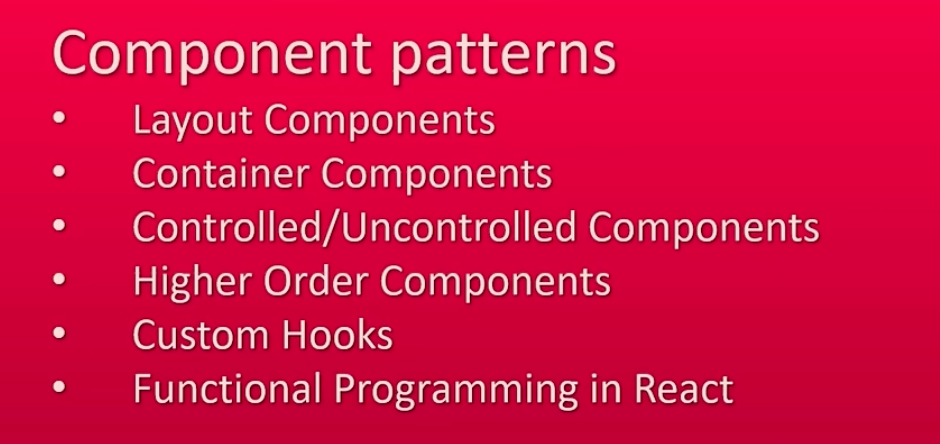 Component patterns
• Layout Components
• Container Components
• Controlled/Uncontrolled Components
• Higher Order Components
• Custom Hooks
• Functional Programming in React